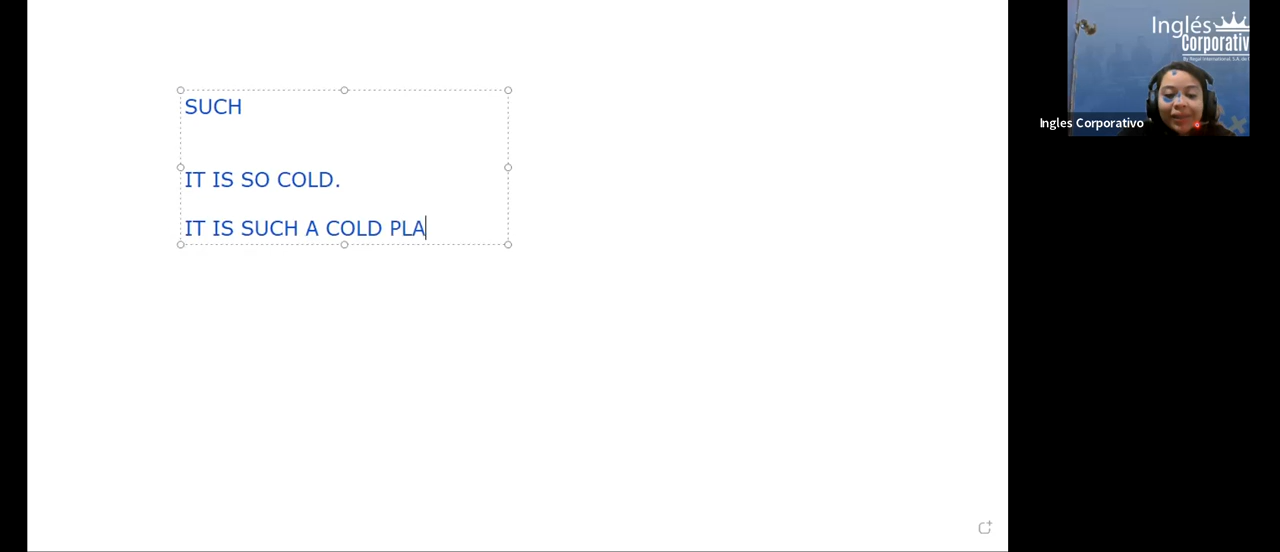 SUCH
IT IS SO COLD.
IT IS SUCH A COLD PLA
Inglés
Corporativ
Ingles Corporativo